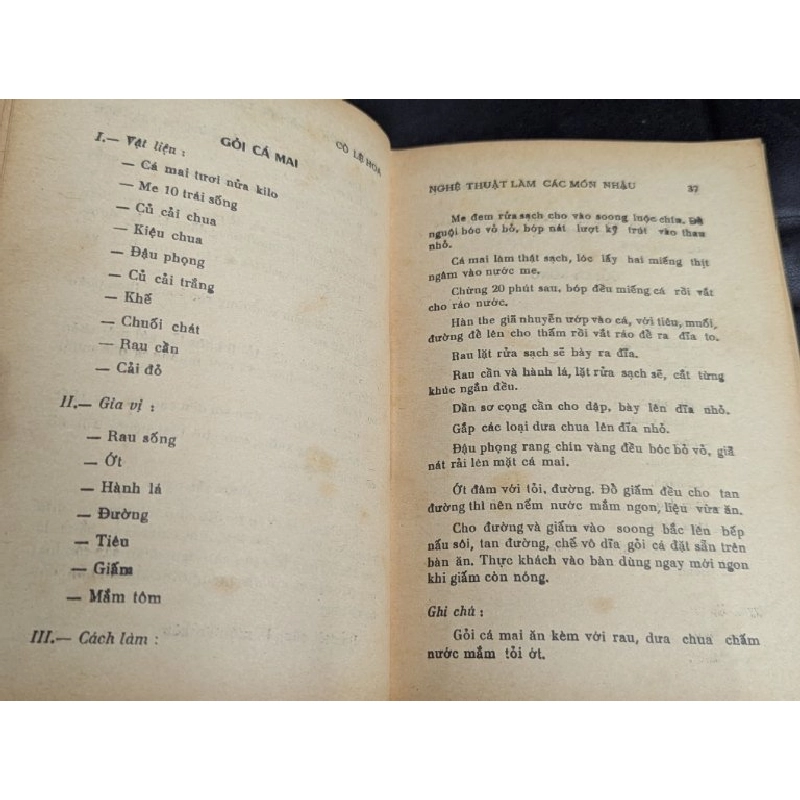 CÔ LỆ HOA
GỎI CÁ MAI
I.— Vật liệu :
— Cá mai tươi nửa kilo
— Me 10 trái sống
— Củ cải chua
— Kiệu chua
— Đậu phọng
— Củ cải trắng
— Khế
— Chuối chát
— Rau cần
— Cải đỏ
II.— Gia vị :
— Rau sống
— Ớt
— Hành lá
— Đường
— Tiêu
— Giấm
— Mắm tôm
III.— Cách làm :
NGHỆ THUẬT LÀM CÁC MÓN NHẬU 37
Me đem rửa sạch cho vào soong luộc chín. Để
nguội bóc vỏ bỏ, bóp nát lượt kỹ trút vào thau
nhỏ.
Cá mai làm thật sạch, lóc lấy hai miếng thịt
ngâm vào nước me.
Chừng 20 phút sau, bóp đều miếng cá rồi vắt
cho ráo nước.
Hàn the giã nhuyễn ướp vào cá, với tiêu, muối,
đường để lên cho thấm rồi vắt ráo để ra dĩa to.
Rau lặt rửa sạch sẽ bày ra dĩa.
Rau cần và hành lá, lặt rửa sạch sẽ, cắt từng
khúc ngắn đều.
Dần sơ cọng cần cho dập, bày lên dĩa nhỏ.
Gắp các loại dưa chua lên dĩa nhỏ.
Đậu phọng rang chín vàng đều bóc bỏ vỏ, giã
nát rải lên mặt cá mai.
Ớt đâm với tỏi, đường. Đồ giấm đều cho tan
đường thì nên nếm nước mắm ngon, liệu vừa ăn.
Cho đường và giấm vào soong bắc lên bếp
nấu sôi, tan đường, chế vô dĩa gỏi cá đặt sẵn trên
bàn ăn. Thực khách vào bàn dùng ngay mới ngon
khi giấm còn nóng.
Ghi chú :
Gỏi cá mai ăn kèm với rau, dưa chua chấm
nước mắm tỏi ớt.